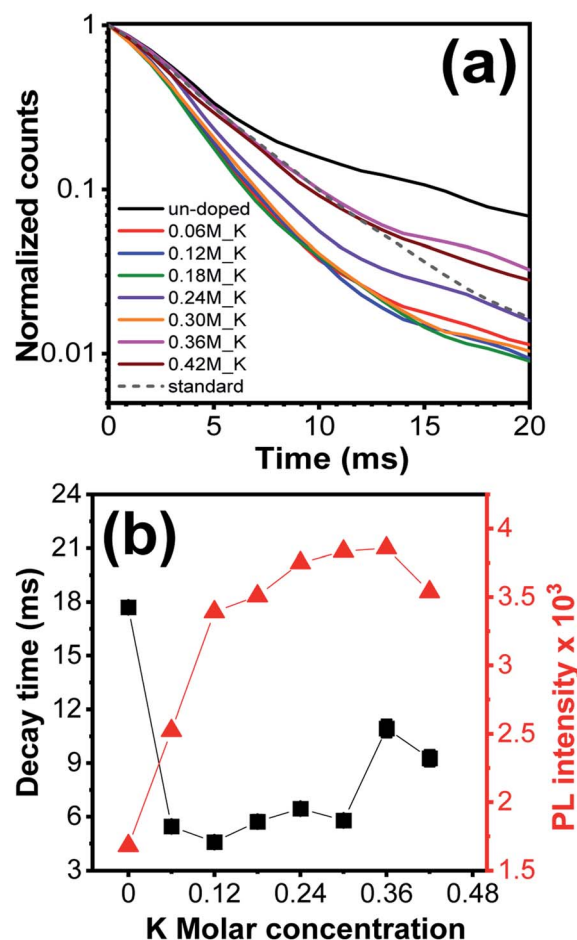 (a)
1
0.1
0.01
Normalized counts
un-doped
0.06M_K
0.12M_K
0.18M_K
0.24M_K
0.30M_K
0.36M_K
0.42M_K
standard
0 5 10 15 20
Time (ms)
(b)
24
21
18
15
12
9
6
3
Decay time (ms)
4
3.5
3
2.5
2
1.5
PL intensity x 10³
0 0.12 0.24 0.36 0.48
K Molar concentration